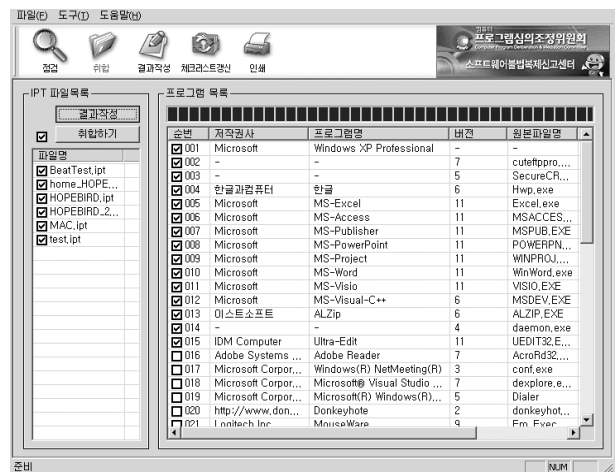 파일(F) 도구(T) 도움말(H)
점검 취합 결과작성 체크리스트갱신 인쇄
컴퓨터
프로그램심의조정위원회
Computer Program Deliberation & Mediation Committee
소프트웨어불법복제신고센터
IPT 파일목록
결과작성
취합하기
파일명
BeatTest.ipt
home_HOPE...
HOPEBIRD.ipt
HOPEBIRD_2...
MAC.ipt
test.ipt
프로그램 목록
순번 저작권사 프로그램명 버전 원본파일명
001 Microsoft Windows XP Professional - -
002 - - 7 cuteftppro....
003 - - 5 SecureCR...
004 한글과컴퓨터 한글 6 Hwp.exe
005 Microsoft MS-Excel 11 Excel.exe
006 Microsoft MS-Access 11 MSACCES...
007 Microsoft MS-Publisher 11 MSPUB.EXE
008 Microsoft MS-PowerPoint 11 POWERPN...
009 Microsoft MS-Project 11 WINPROJ....
010 Microsoft MS-Word 11 WinWord.exe
011 Microsoft MS-Visio 11 VISIO.EXE
012 Microsoft MS-Visual-C++ 6 MSDEV.EXE
013 이스트소프트 ALZip 6 ALZIP.EXE
014 - - 4 daemon.exe
015 IDM Computer Ultra-Edit 11 UEDIT32.E...
016 Adobe Systems ... Adobe Reader 7 AcroRd32....
017 Microsoft Corpor... Windows(R) NetMeeting(R) 3 conf.exe
018 Microsoft Corpor... Microsoft® Visual Studio ... 7 dexplore.e...
019 Microsoft Corpor... Microsoft(R) Windows(R)... 5 Dialer
020 http://www.don... Donkeyhote 2 donkeyhot...
021 Logitech Inc. MouseWare 9 Em_Exec
준비
NUM